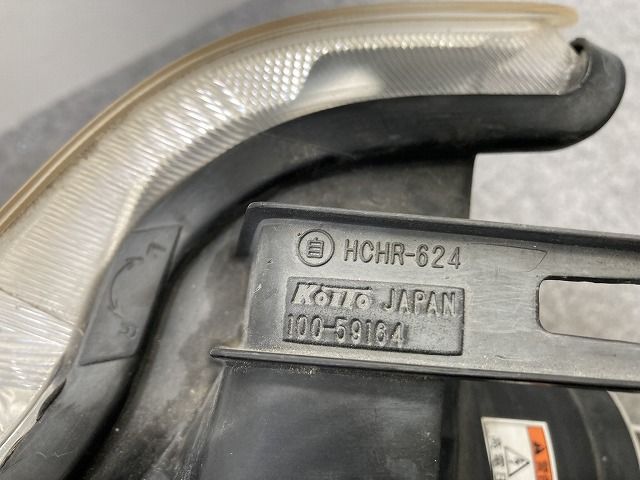 自 HCHR-624
KOITO JAPAN
100-59164
L
R